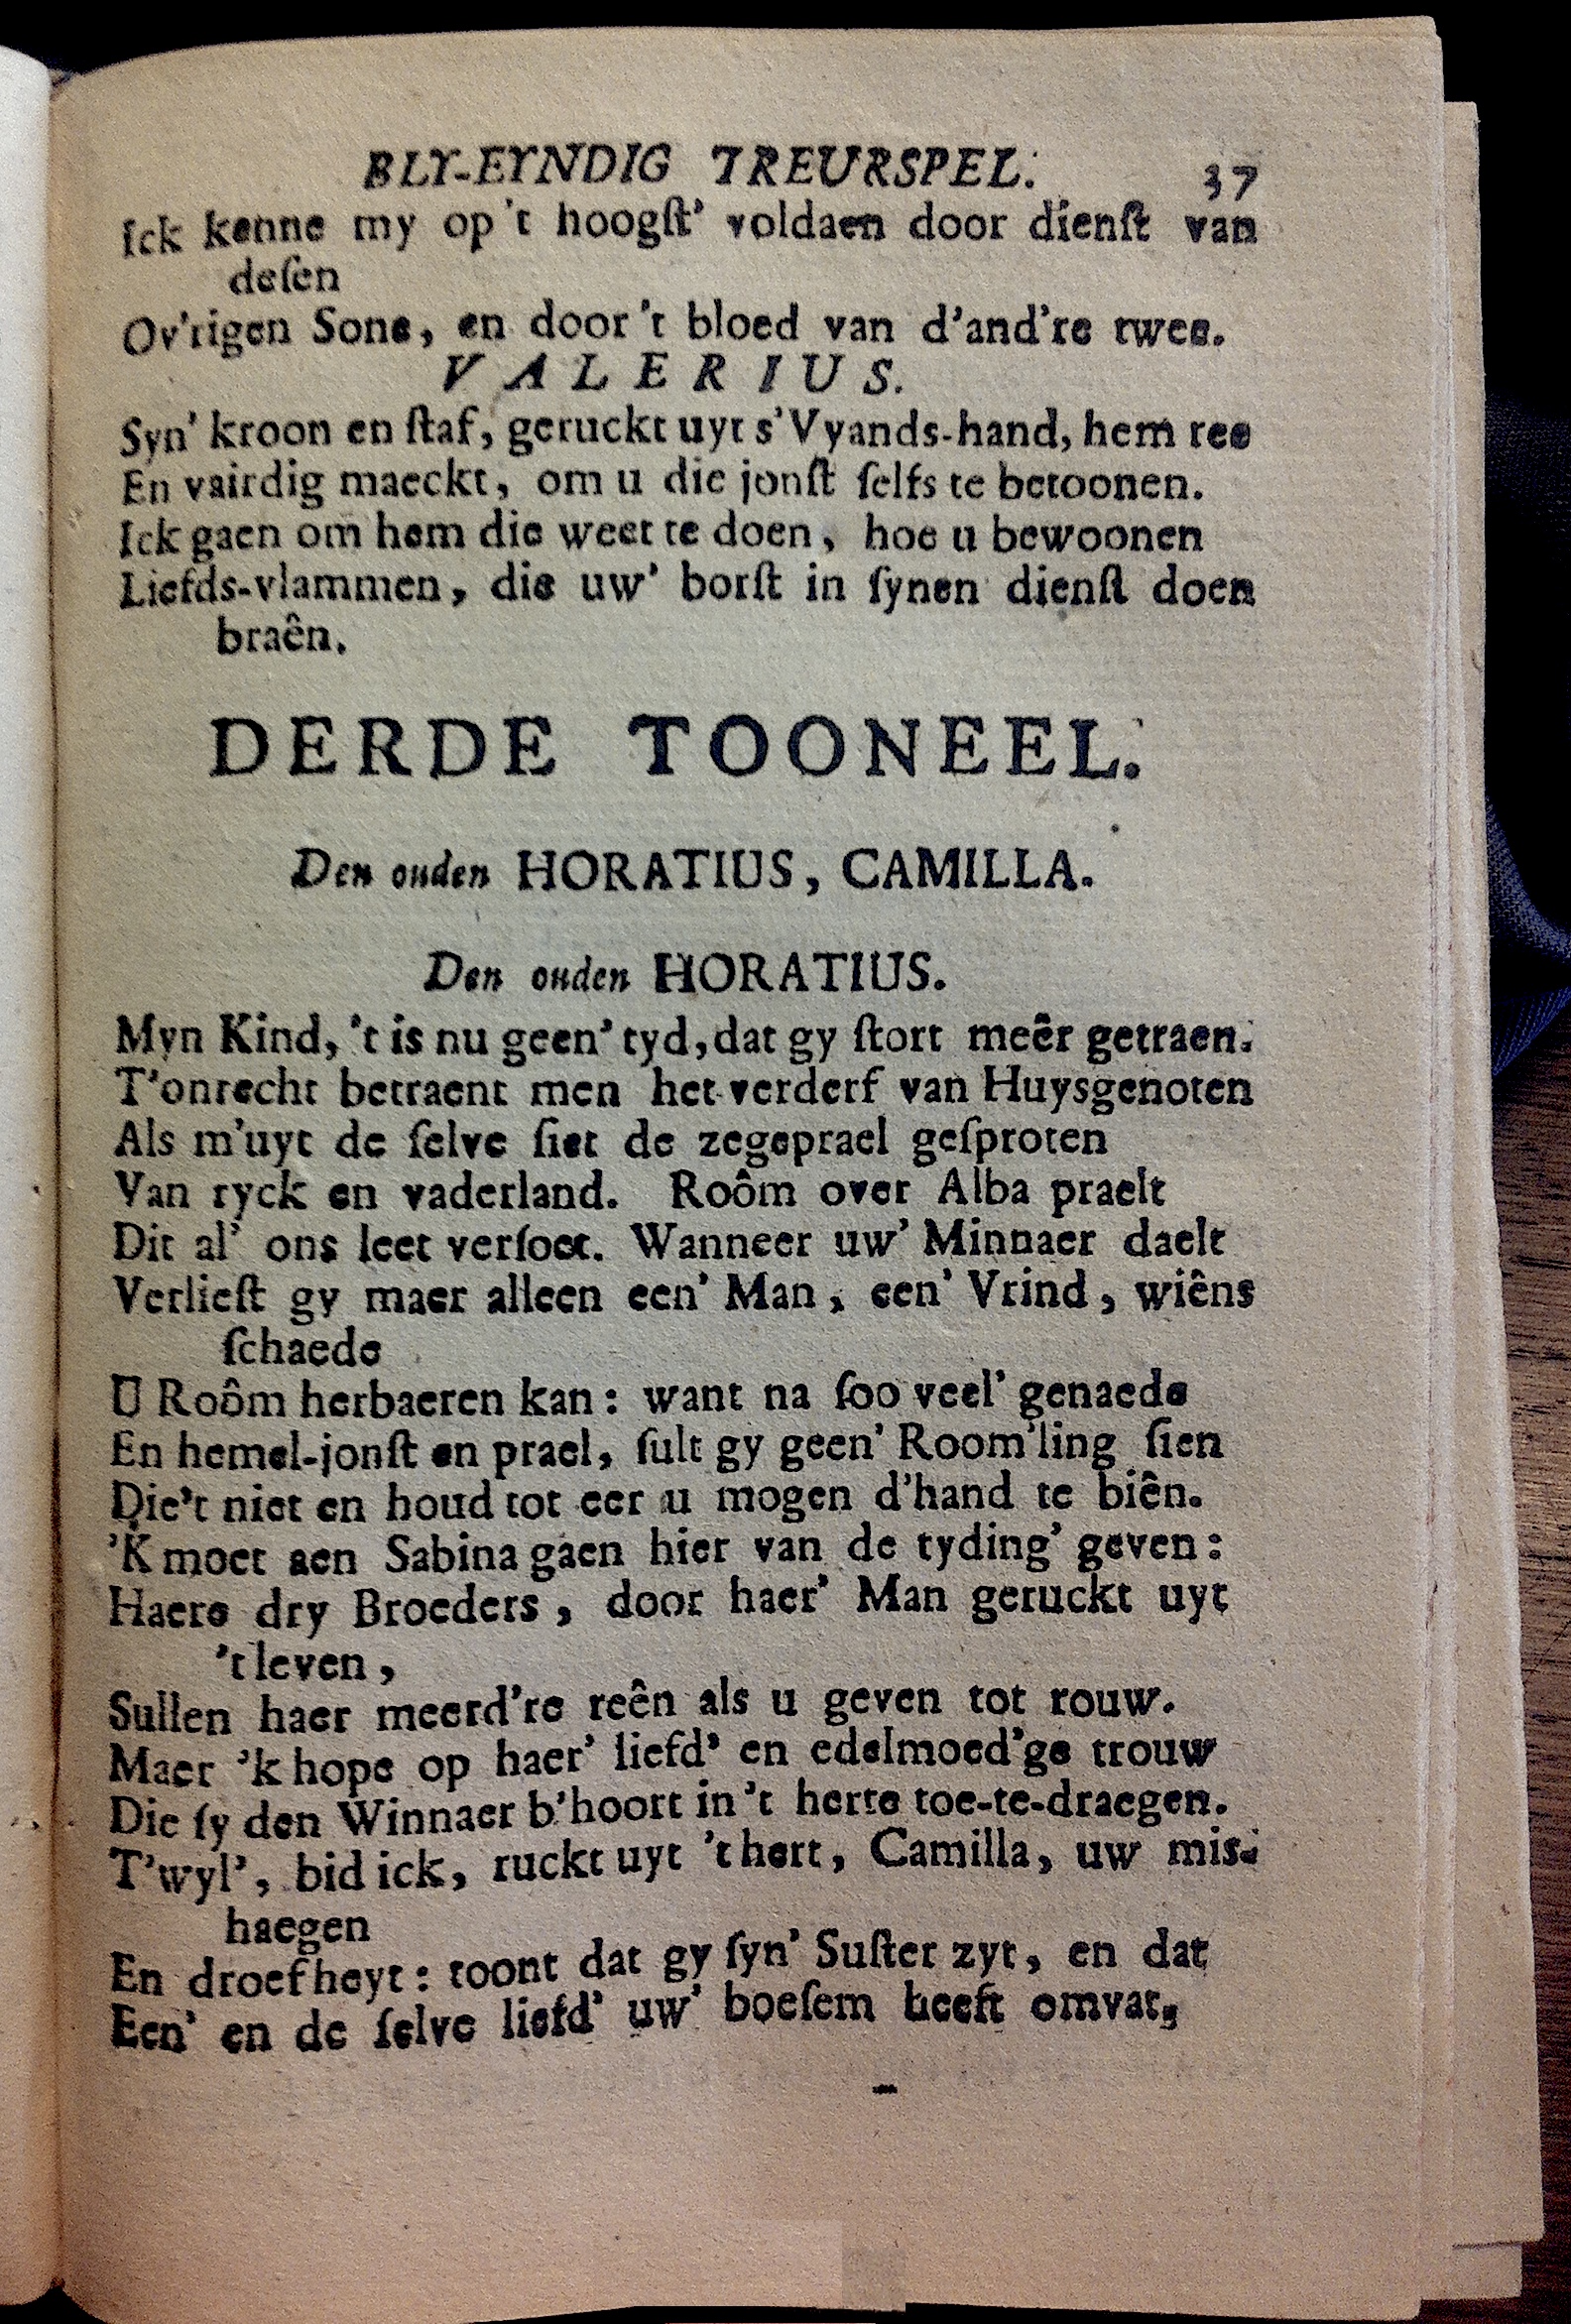 BLY-EYNDIG TREURSPEL. 37
Ick kenne my op 't hoogſt' voldaen door dienſt van
deſen
Ov'rigen Sone, en door 't bloed van d'and're twee.
VALERIUS.
Syn' kroon en ſtaf, geruckt uyt s'Vyands-hand, hem ree
En vairdig maeckt, om u die jonſt ſelfs te betoonen.
Ick gaen om hem die weet te doen, hoe u bewoonen
Liefds-vlammen, die uw' borſt in ſynen dienſt doen
braên.
DERDE TOONEEL.
Den ouden HORATIUS, CAMILLA.
Den ouden HORATIUS.
Myn Kind, 't is nu geen' tyd, dat gy ſtort meêr getraen.
T'onrecht betraent men het verderf van Huysgenoten
Als m'uyt de ſelve ſiet de zegeprael geſproten
Van ryck en vaderland. Roôm over Alba praelt
Dit al' ons leet verſoet. Wanneer uw' Minnaer daelt
Verlieſt gy maer alleen een' Man, een' Vrind, wiêns
ſchaede
U Roôm herbaeren kan: want na ſoo veel' genaede
En hemel-jonſt en prael, ſult gy geen' Room'ling ſien
Die't niet en houd tot eer u mogen d'hand te biên.
'K moet aen Sabina gaen hier van de tyding' geven:
Haere dry Broeders, door haer' Man geruckt uyt
't leven,
Sullen haer meerd're reên als u geven tot rouw.
Maer 'k hope op haer' liefd' en edelmoed'ge trouw
Die ſy den Winnaer b'hoort in 't herte toe-te-draegen.
T'wyl', bid ick, ruckt uyt 't hert, Camilla, uw mis-
haegen
En droefheyt: toont dat gy ſyn' Suſter zyt, en dat
Een' en de ſelve liefd' uw' boeſem heeft omvat,